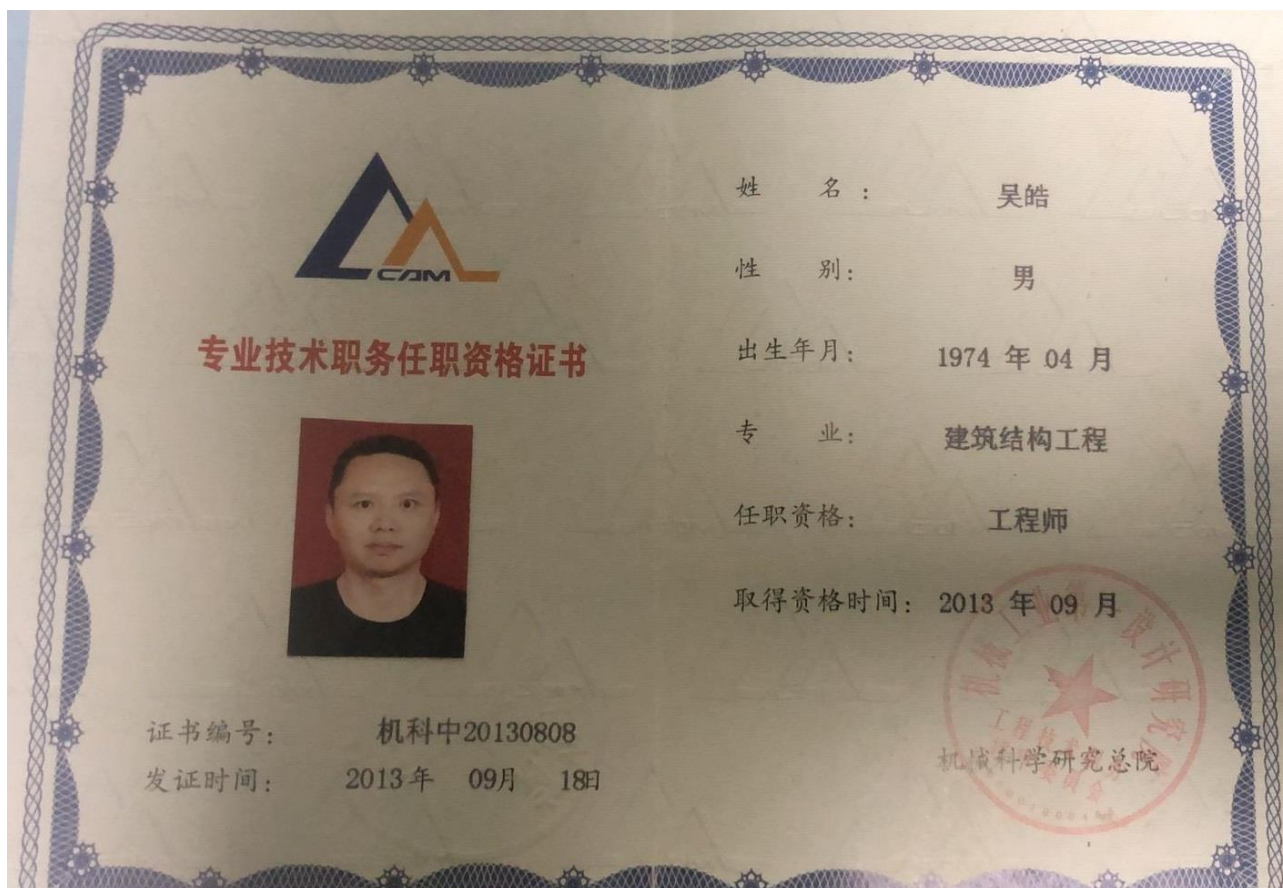 CAM
专业技术职务任职资格证书
证书编号： 机科中20130808
发证时间： 2013年 09月 18日
姓 名： 吴皓
性 别： 男
出生年月： 1974 年 04 月
专 业： 建筑结构工程
任职资格： 工程师
取得资格时间： 2013 年 09 月
机械科学研究总院